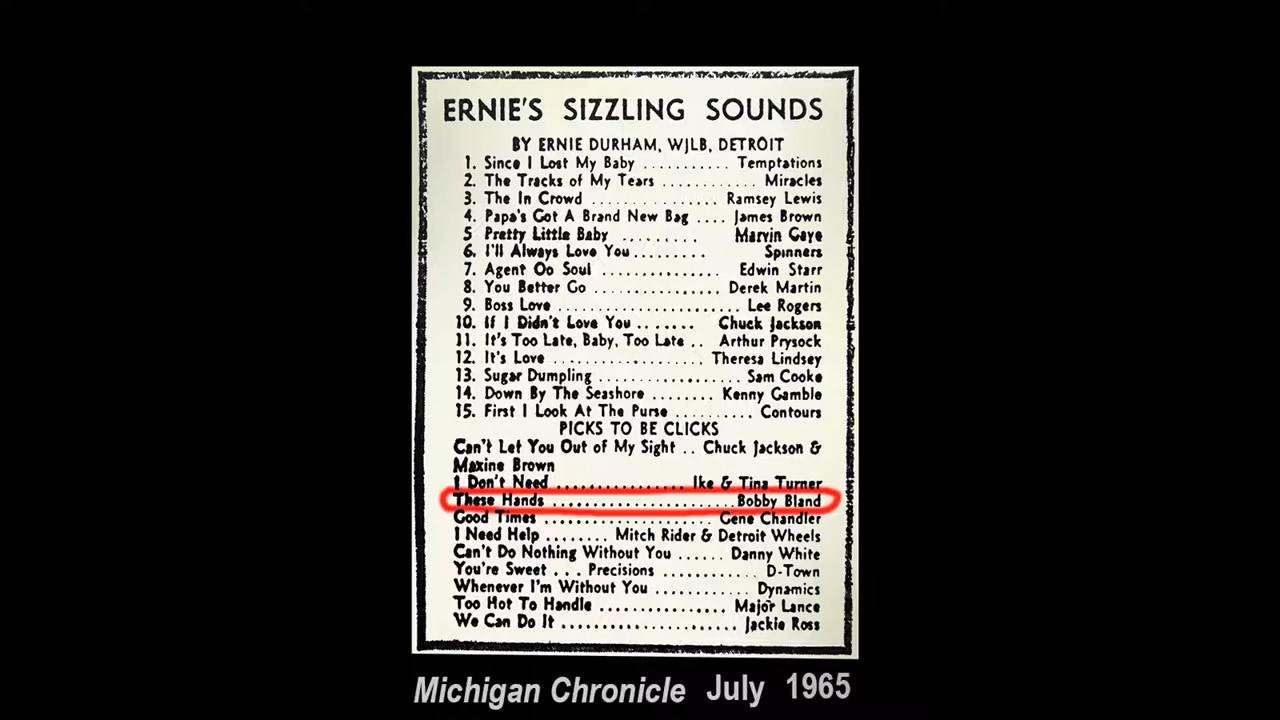 ERNIE'S SIZZLING SOUNDS
BY ERNIE DURHAM, WJLB, DETROIT
1. Since I Lost My Baby ........... Temptations
2. The Tracks of My Tears ............ Miracles
3. The In Crowd ................ Ramsey Lewis
4. Papa's Got A Brand New Bag .... James Brown
5 Pretty Little Baby ......... Marvin Gaye
6. I'll Always Love You......... Spinners
7. Agent Oo Soul ............... Edwin Starr
8. You Better Go ................ Derek Martin
9. Boss Love ........................ Lee Rogers
10. If I Didn't Love You ....... Chuck Jackson
11. It's Too Late, Baby, Too Late .. Arthur Prysock
12. It's Love ................... Theresa Lindsey
13. Sugar Dumpling .................. Sam Cooke
14. Down By The Seashore ........ Kenny Gamble
15. First I Look At The Purse .......... Contours
PICKS TO BE CLICKS
Can't Let You Out of My Sight .. Chuck Jackson &
Maxine Brown
I Don't Need ................ Ike & Tina Turner
These Hands ....................... Bobby Bland
Good Times ...................... Gene Chandler
I Need Help ........ Mitch Rider & Detroit Wheels
Can't Do Nothing Without You ...... Danny White
You're Sweet ... Precisions ............ D-Town
Whenever I'm Without You ............ Dynamics
Too Hot To Handle ................ Major Lance
We Can Do It ...................... Jackie Ross
Michigan Chronicle July 1965